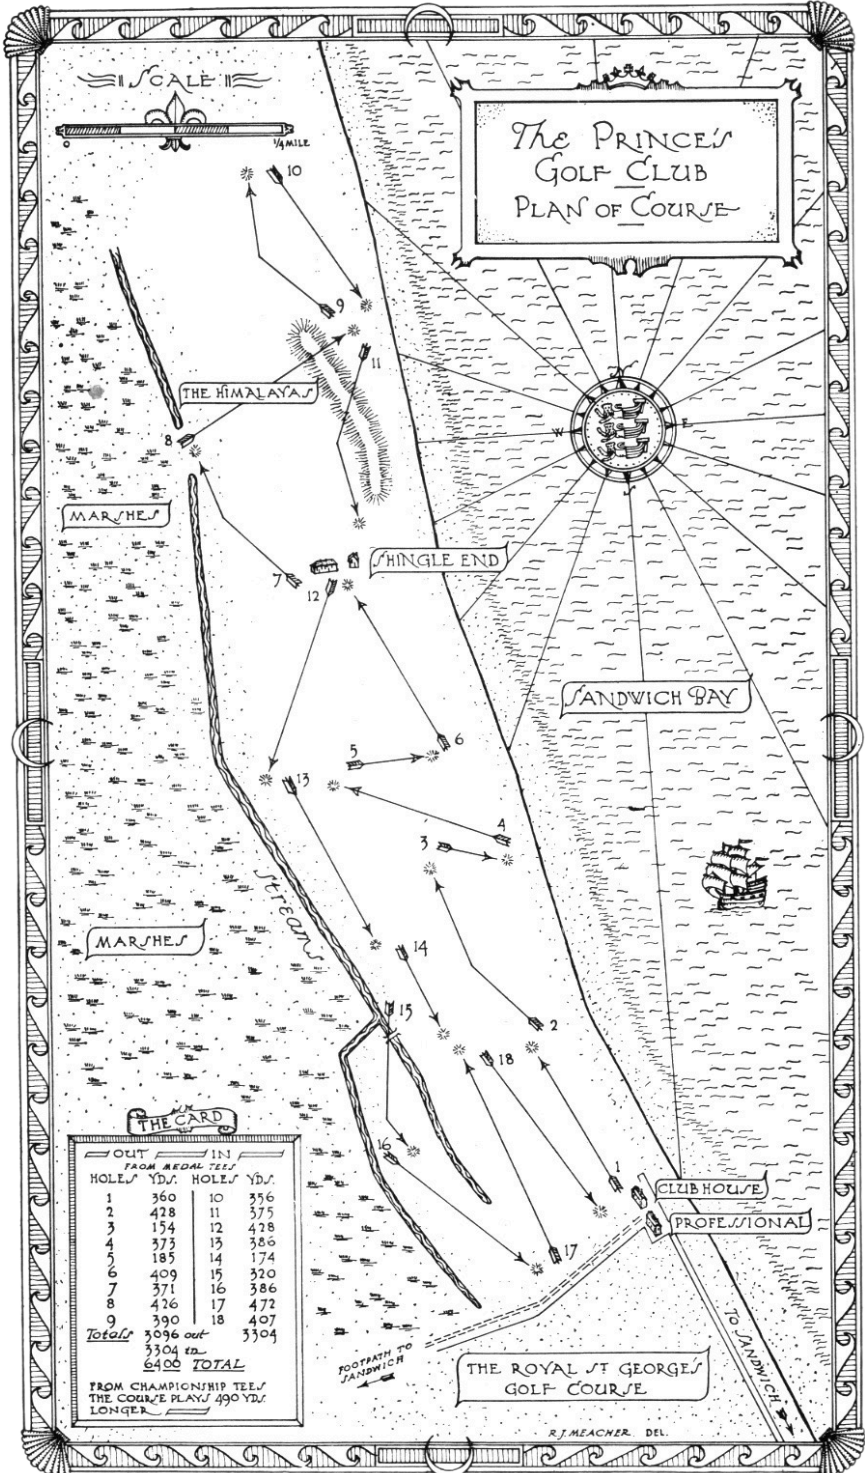 SCALE
0
¼ MILE
The PRINCE'S
GOLF CLUB
PLAN OF COURSE
10
9
11
N
W
E
S
THE HIMALAYAS
8
MARSHES
SHINGLE END
7
12
SANDWICH BAY
6
5
13
4
3
Streams
MARSHES
14
15
2
18
16
1
CLUB HOUSE
PROFESSIONAL
17
THE CARD
OUT IN
FROM MEDAL TEES
HOLES YDS. HOLES YDS.
1 360 10 356
2 428 11 375
3 154 12 428
4 373 13 386
5 185 14 174
6 409 15 320
7 371 16 386
8 426 17 472
9 390 18 407
Totals 3096 out 3304
3304 in
6400 TOTAL
FROM CHAMPIONSHIP TEES
THE COURSE PLAYS 490 YDS.
LONGER
FOOTPATH TO
SANDWICH
TO SANDWICH
THE ROYAL ST GEORGE'S
GOLF COURSE
R.J. MEACHER DEL.